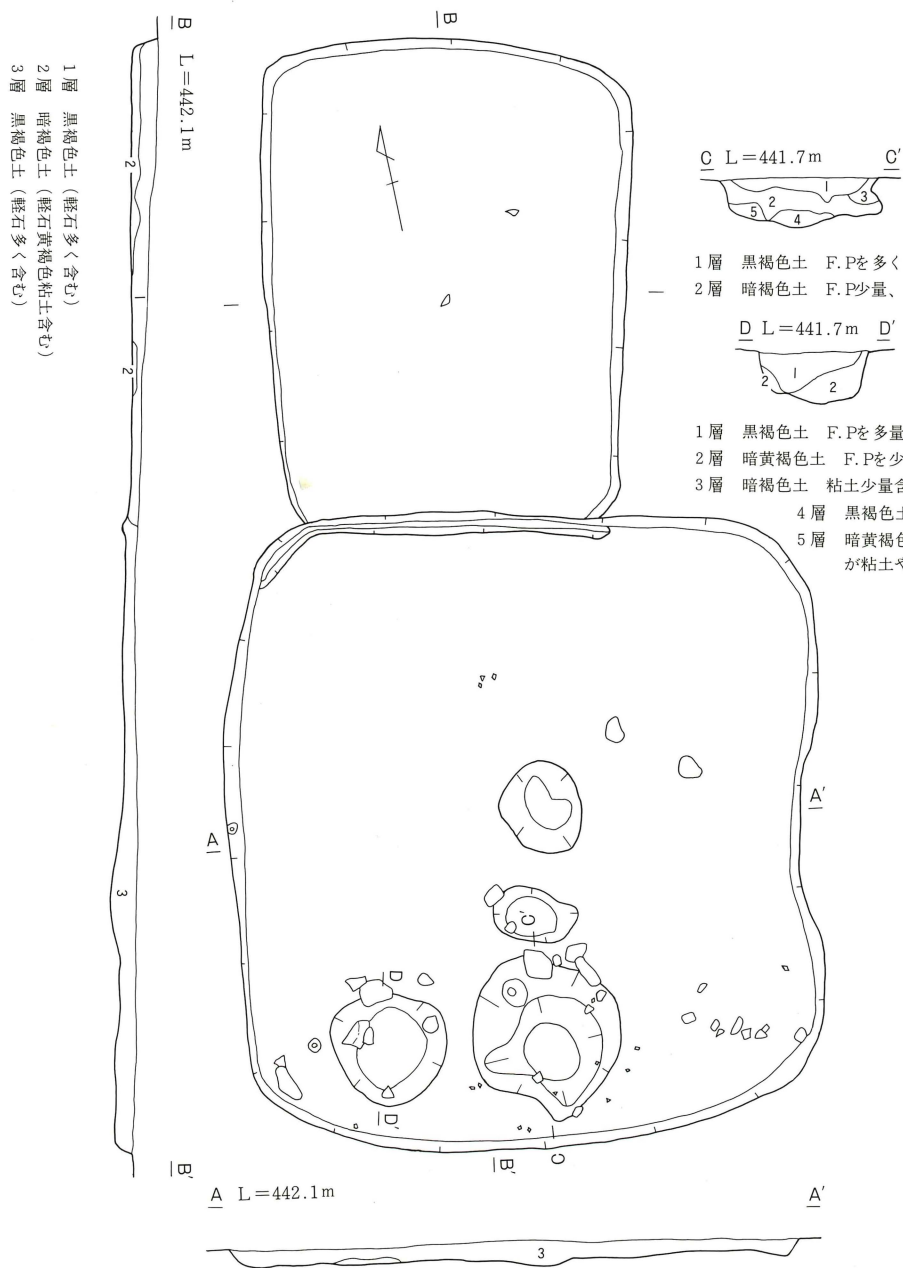 B
L=442.1m
1層 黒褐色土(軽石多く含む)
2層 暗褐色土(軽石黄褐色粘土含む)
3層 黒褐色土(軽石多く含む)
2
1
2
3
B'
B
C L=441.7m C'
1
2
3
5
4
1層 黒褐色土 F.Pを多く
2層 暗褐色土 F.P少量、
D L=441.7m D'
1
2
2
1層 黒褐色土 F.Pを多量
2層 暗黄褐色土 F.Pを少
3層 暗褐色土 粘土少量含
4層 黒褐色土
5層 暗黄褐色
が粘土や
A
A'
C'
D
D'
C
B'
A L=442.1m A'
3